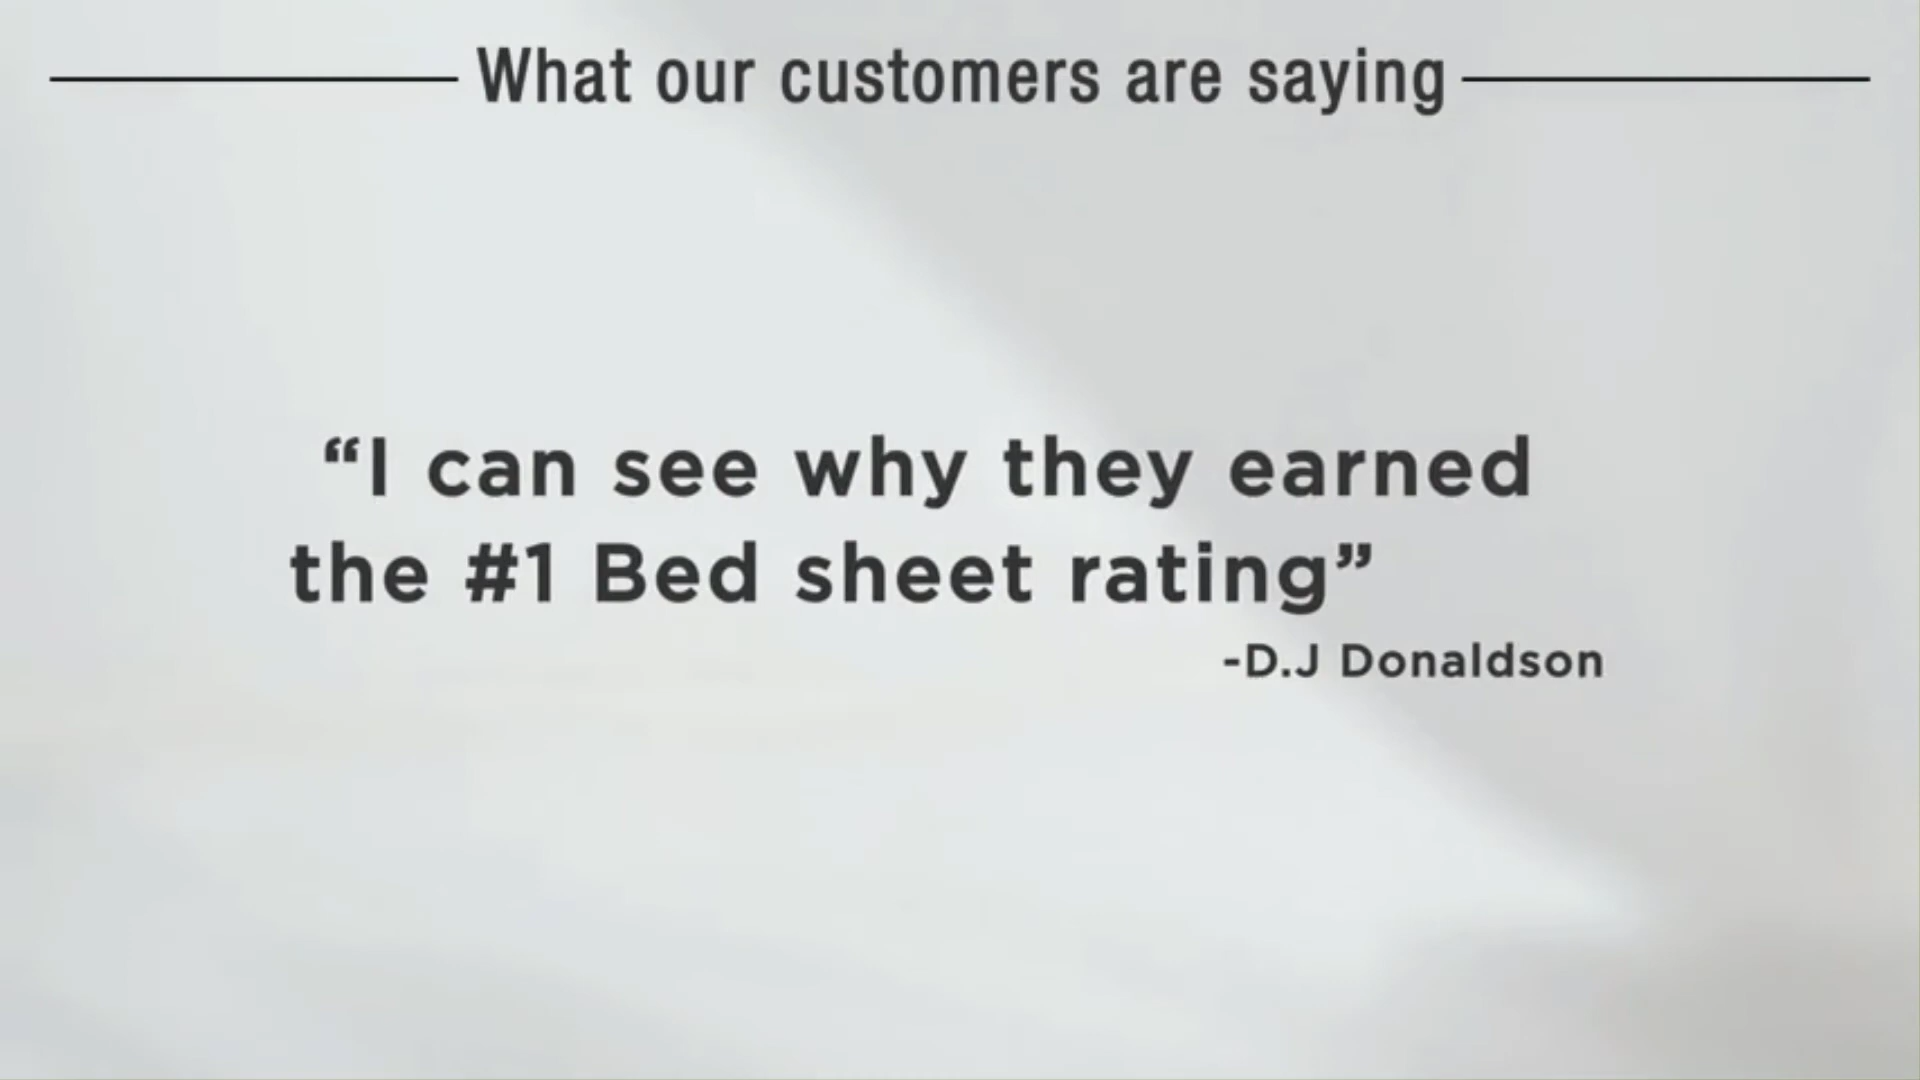 What our customers are saying
“I can see why they earned
the #1 Bed sheet rating”
-D.J Donaldson